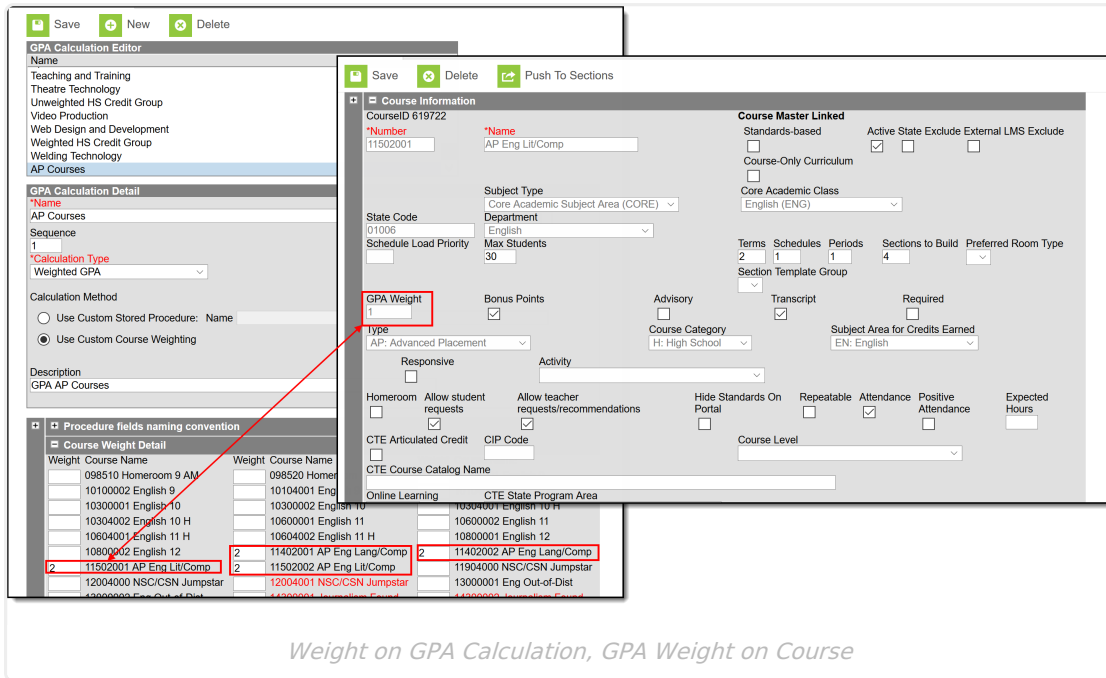 Save New Delete
GPA Calculation Editor
Name
Teaching and Training
Theatre Technology
Unweighted HS Credit Group
Video Production
Web Design and Development
Weighted HS Credit Group
Welding Technology
AP Courses
GPA Calculation Detail
*Name
AP Courses
Sequence
1
*Calculation Type
Weighted GPA
Calculation Method
Use Custom Stored Procedure: Name
Use Custom Course Weighting
Description
GPA AP Courses
Procedure fields naming convention
Course Weight Detail
Weight Course Name Weight Course Name
098510 Homeroom 9 AM 098520 Homer
10100002 English 9 10104001 Eng
10300001 English 10 10300002 English 10 10304001 English 10 H
10304002 English 10 H 10600001 English 11 10600002 English 11
10604001 English 11 H 10604002 English 11 H 10800001 English 12
10800002 English 12 2 11402001 AP Eng Lang/Comp 2 11402002 AP Eng Lang/Comp
2 11502001 AP Eng Lit/Comp 2 11502002 AP Eng Lit/Comp 11904000 NSC/CSN Jumpstar
12004000 NSC/CSN Jumpstar 12004001 NSC/CSN Jumpstar 13000001 Eng Out-of-Dist
Save Delete Push To Sections
Course Information
CourseID 619722 Course Master Linked
*Number *Name Standards-based Active State Exclude External LMS Exclude
11502001 AP Eng Lit/Comp
Course-Only Curriculum
Subject Type Core Academic Class
Core Academic Subject Area (CORE) English (ENG)
State Code Department
01006 English
Schedule Load Priority Max Students Terms Schedules Periods Sections to Build Preferred Room Type
30 2 1 1 4
Section Template Group
GPA Weight Bonus Points Advisory Transcript Required
1
Type Course Category Subject Area for Credits Earned
AP: Advanced Placement H: High School EN: English
Responsive Activity
Homeroom Allow student requests Allow teacher requests/recommendations Hide Standards On Portal Repeatable Attendance Positive Attendance Expected Hours
CTE Articulated Credit CIP Code Course Level
CTE Course Catalog Name
Online Learning CTE State Program Area
Weight on GPA Calculation, GPA Weight on Course